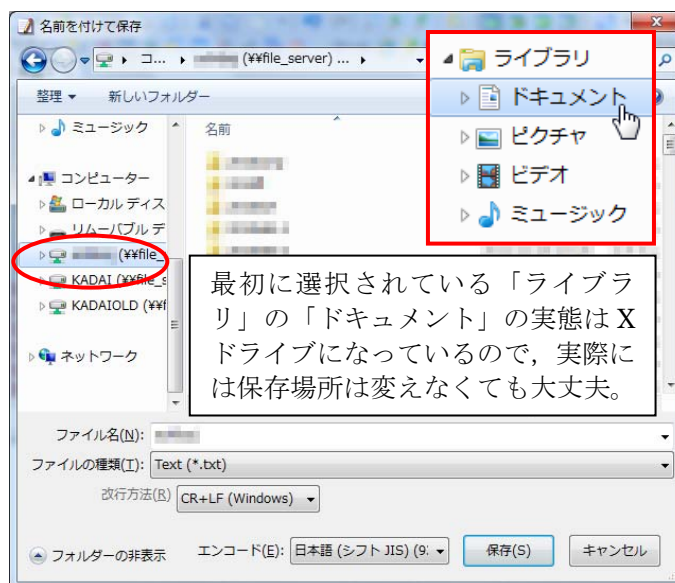 名前を付けて保存
コ... (¥¥file_server) ...
整理 新しいフォルダー
ミュージック
コンピューター
ローカル ディス
リムーバブル デ
(¥¥file_
KADAI (¥¥file_s
KADAIOLD (¥¥f
ネットワーク
名前
ライブラリ
ドキュメント
ピクチャ
ビデオ
ミュージック
最初に選択されている「ライブラ
リ」の「ドキュメント」の実態は X
ドライブになっているので，実際に
は保存場所は変えなくても大丈夫。
ファイル名(N):
ファイルの種類(T): Text (*.txt)
改行方法(R) CR+LF (Windows)
フォルダーの非表示 エンコード(E): 日本語 (シフト JIS) (93 保存(S) キャンセル